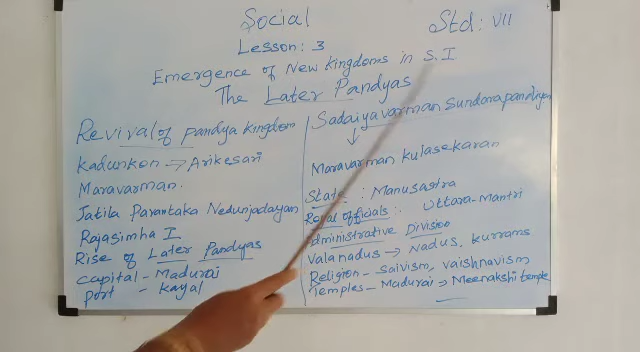 Social
Std: VII
Lesson: 3
Emergence of New Kingdoms in S.I
The Later Pandyas
Revival of Pandya Kingdom
Kadunkon → Arikesari
Maravarman.
Jatila Parantaka Nedunjadayan
Rajasimha I
Rise of Later Pandyas
Capital - Madurai
Port - Kayal
Sadaiyavarman Sundarapandyan
↓
Maravarman Kulasekaran
State : Manusastra
Royal officials : Uttara-Mantri
Administrative Division
Valanadus → Nadus, Kurrams
Religion - Saivism, Vaishnavism
Temples - Madurai → Meenakshi temple